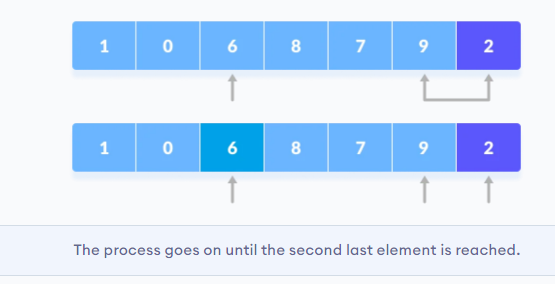 1 0 6 8 7 9 2
1 0 6 8 7 9 2
The process goes on until the second last element is reached.